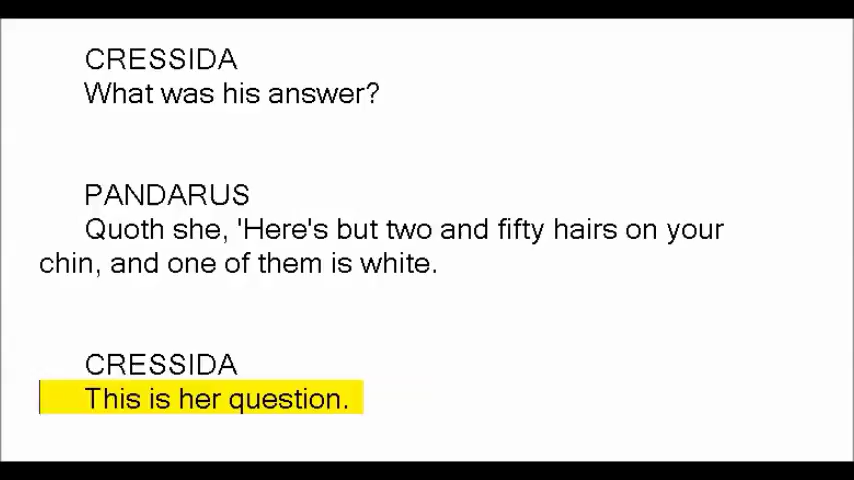 CRESSIDA
What was his answer?
PANDARUS
Quoth she, 'Here's but two and fifty hairs on your
chin, and one of them is white.
CRESSIDA
This is her question.